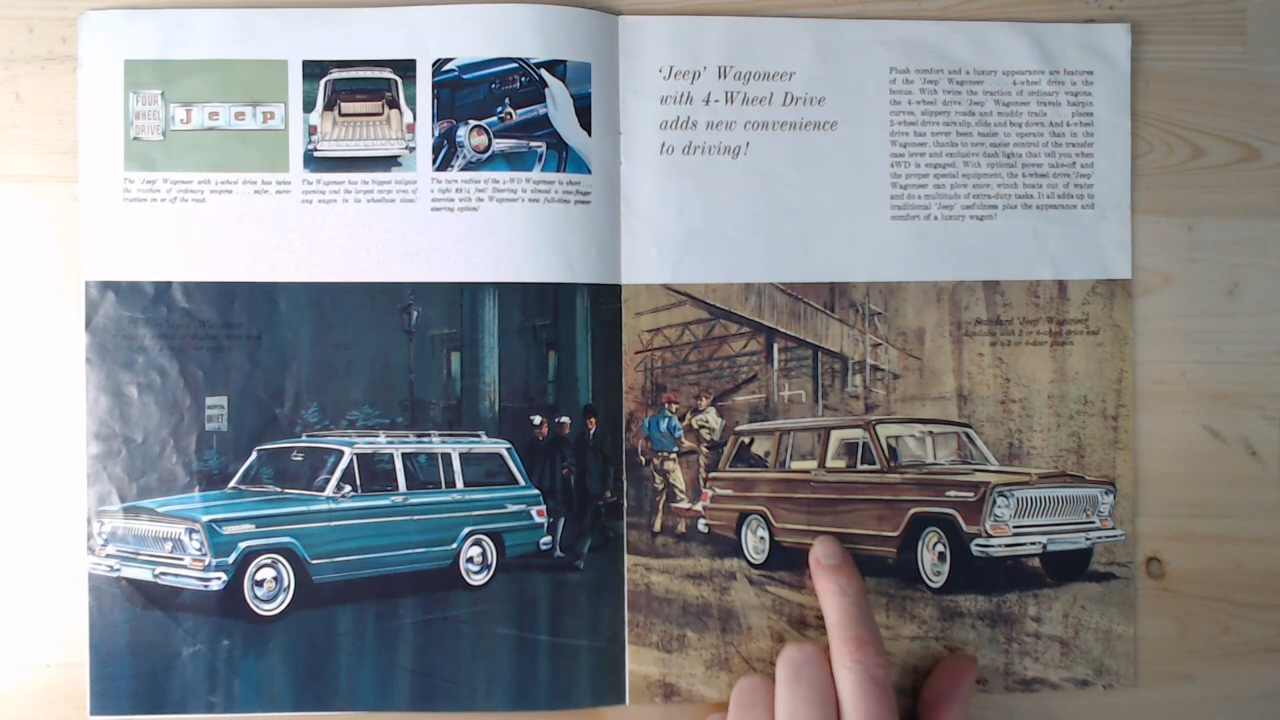 FOUR
WHEEL
DRIVE
Jeep
The 'Jeep' Wagoneer with 4-wheel drive has twice
the traction of ordinary wagons . . . safer, surer
traction on or off the road.
The Wagoneer has the biggest tailgate
opening and the largest cargo area of
any wagon in its wheelbase class!
The turn radius of the 4-WD Wagoneer is short . . .
a tight feet! Steering is almost a one-finger
exercise with the Wagoneer's new full-time power
steering option!
'Jeep' Wagoneer
with 4-Wheel Drive
adds new convenience
to driving!
Plush comfort and a luxury appearance are features
of the 'Jeep' Wagoneer . . . . 4-wheel drive is the
bonus. With twice the traction of ordinary wagons,
the 4-wheel drive 'Jeep' Wagoneer travels hairpin
curves, slippery roads and muddy trails . . . places
2-wheel drive cars slip, slide and bog down. And 4-wheel
drive has never been easier to operate than in the
Wagoneer, thanks to new, easier control of the transfer
case lever and exclusive dash lights that tell you when
4WD is engaged. With optional power take-off and
the proper special equipment, the 4-wheel drive 'Jeep'
Wagoneer can plow snow, winch boats out of water
and do a multitude of extra-duty tasks. It all adds up to
traditional 'Jeep' usefulness plus the appearance and
comfort of a luxury wagon!
'Jeep' Wagoneer
HOSPITAL
QUIET
Standard 'Jeep' Wagoneer
Available with 2 or 4-wheel drive and
as a 2 or 4-door wagon.